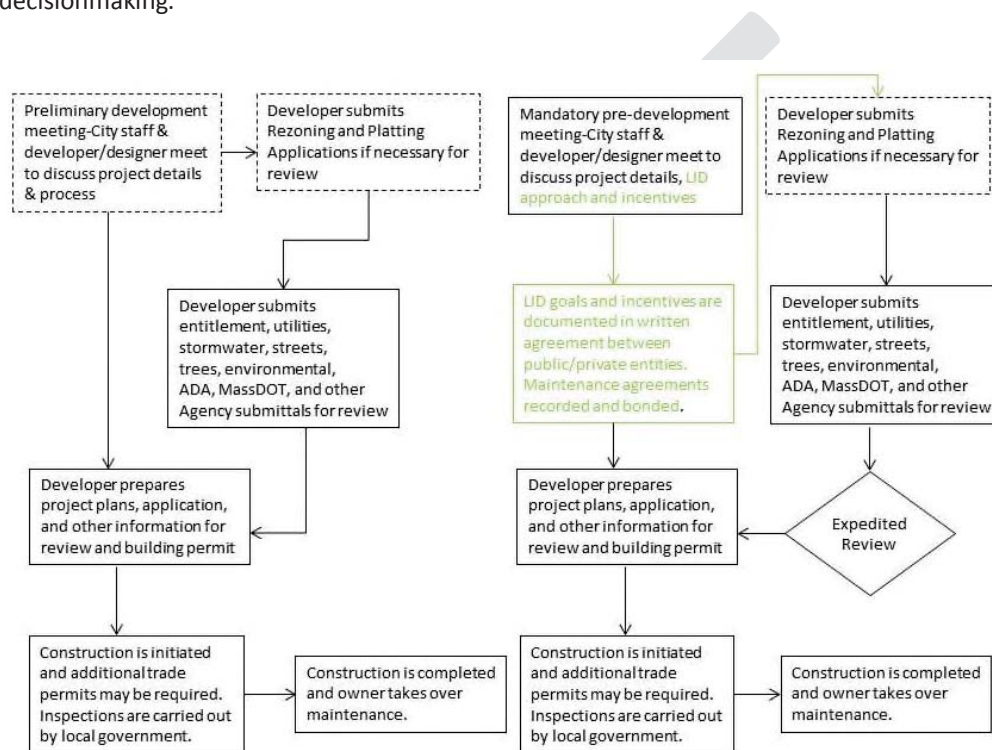 decisionmaking.
Preliminary development
meeting-City staff &
developer/designer meet
to discuss project details
& process
Developer submits
Rezoning and Platting
Applications if necessary for
review
Developer submits
entitlement, utilities,
stormwater, streets,
trees, environmental,
ADA, MassDOT, and other
Agency submittals for review
Developer prepares
project plans, application,
and other information for
review and building permit
Construction is initiated
and additional trade
permits may be required.
Inspections are carried out
by local government.
Construction is completed
and owner takes over
maintenance.
Mandatory pre-development
meeting-City staff &
developer/designer meet to
discuss project details, LID
approach and incentives
LID goals and incentives are
documented in written
agreement between
public/private entities.
Maintenance agreements
recorded and bonded.
Developer submits
Rezoning and Platting
Applications if necessary for
review
Developer submits
entitlement, utilities,
stormwater, streets,
trees, environmental,
ADA, MassDOT, and other
Agency submittals for review
Expedited
Review
Developer prepares
project plans, application,
and other information for
review and building permit
Construction is initiated
and additional trade
permits may be required.
Inspections are carried out
by local government.
Construction is completed
and owner takes over
maintenance.